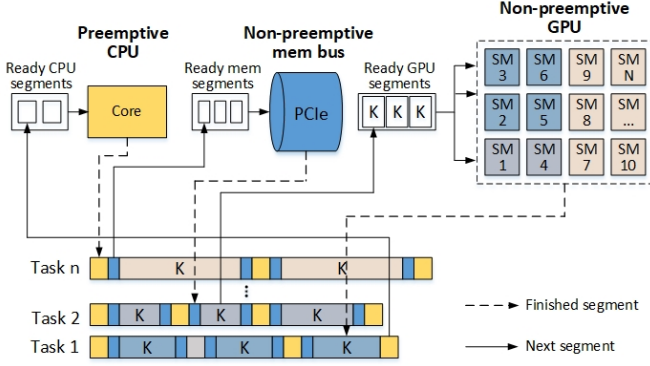 Preemptive
CPU
Non-preemptive
mem bus
Non-preemptive
GPU
Ready CPU
segments
Core
Ready mem
segments
PCIe
Ready GPU
segments
K K K
SM 3 SM 6 SM 9 SM N
SM 2 SM 5 SM 8 SM ...
SM 1 SM 4 SM 7 SM 10
Task n K K
Task 2 K K K
Task 1 K K K
Finished segment
Next segment